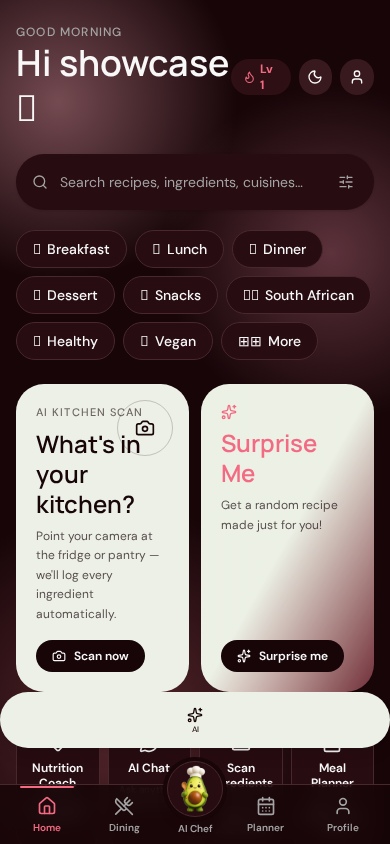 GOOD MORNING
Hi showcase
Lv
1
Search recipes, ingredients, cuisines...
Breakfast
Lunch
Dinner
Dessert
Snacks
South African
Healthy
Vegan
More
AI KITCHEN SCAN
What's in
your
kitchen?
Point your camera at
the fridge or pantry —
we'll log every
ingredient
automatically.
Scan now
Surprise
Me
Get a random recipe
made just for you!
Surprise me
AI
Nutrition
Coach
AI Chat
Scan
Ingredients
Meal
Planner
Home
Dining
AI Chef
Planner
Profile